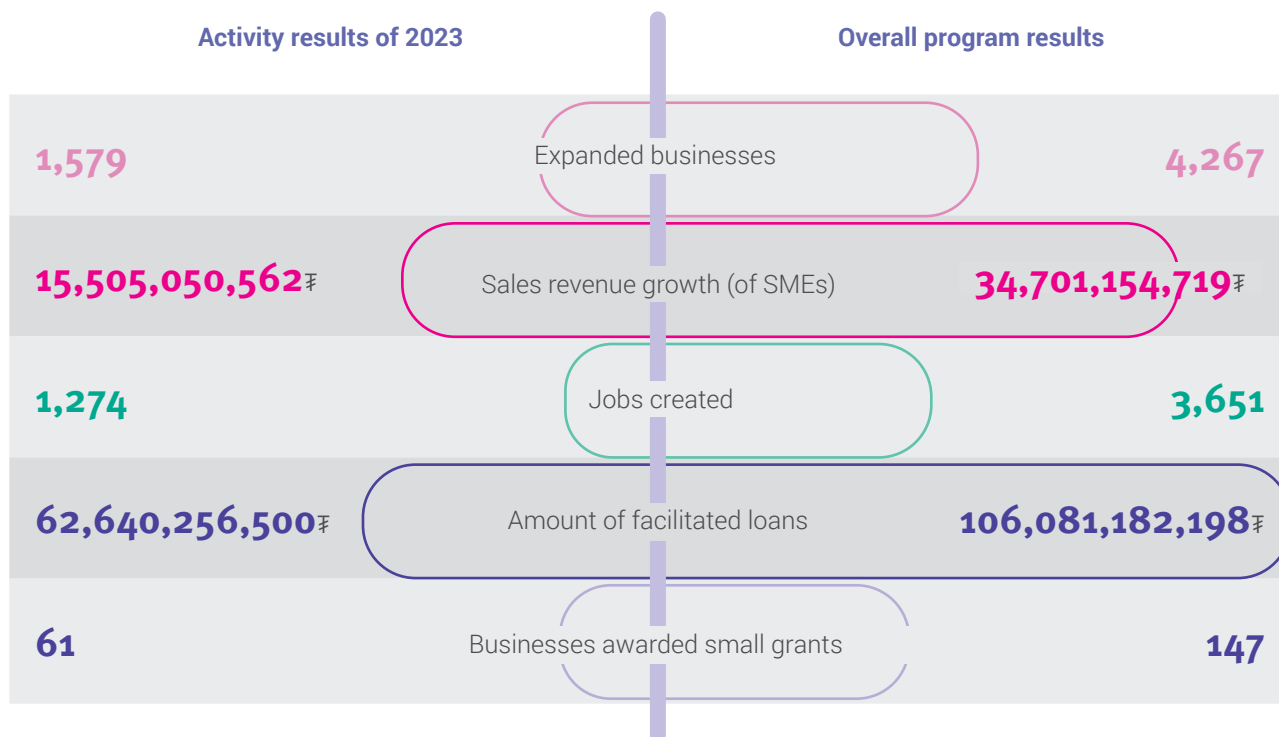 Activity results of 2023 Overall program results
1,579 Expanded businesses 4,267
15,505,050,562₮ Sales revenue growth (of SMEs) 34,701,154,719₮
1,274 Jobs created 3,651
62,640,256,500₮ Amount of facilitated loans 106,081,182,198₮
61 Businesses awarded small grants 147